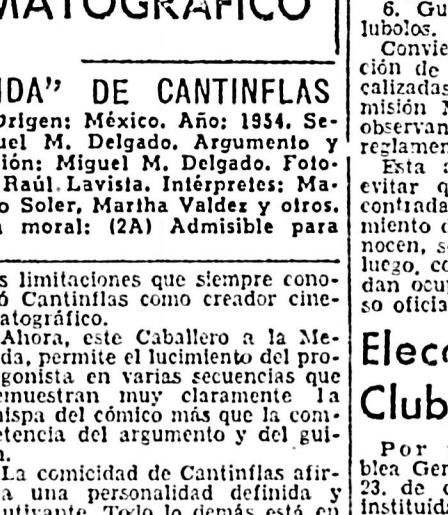 MATOGRAFICO
IDA" DE CANTINFLAS
Origen: México. Año: 1954. Se-
uel M. Delgado. Argumento y
ión: Miguel M. Delgado. Foto-
Raúl Lavista. Intérpretes: Ma-
o Soler, Martha Valdez y otros.
moral: (2A) Admisible para
s limitaciones que siempre cono-
ó Cantinflas como creador cine-
atográfico.
Ahora, este Caballero a la Me-
da, permite el lucimiento del pro-
gonista en varias secuencias que
emuestran muy claramente la
hispa del cómico más que la com-
etencia del argumento y del gui-
n.
La comicidad de Cantinflas afir-
a una personalidad definida y
utivante. Todo lo demás está en
6. Gu
lubolos.
Convie
ción de
calizadas
misión
observan
reglamen
Esta a
evitar q
contrada
miento d
nocen, s
luego, co
dan ocup
so oficia
Elecc
Club
Por
blea Gen
23. de c
instituida